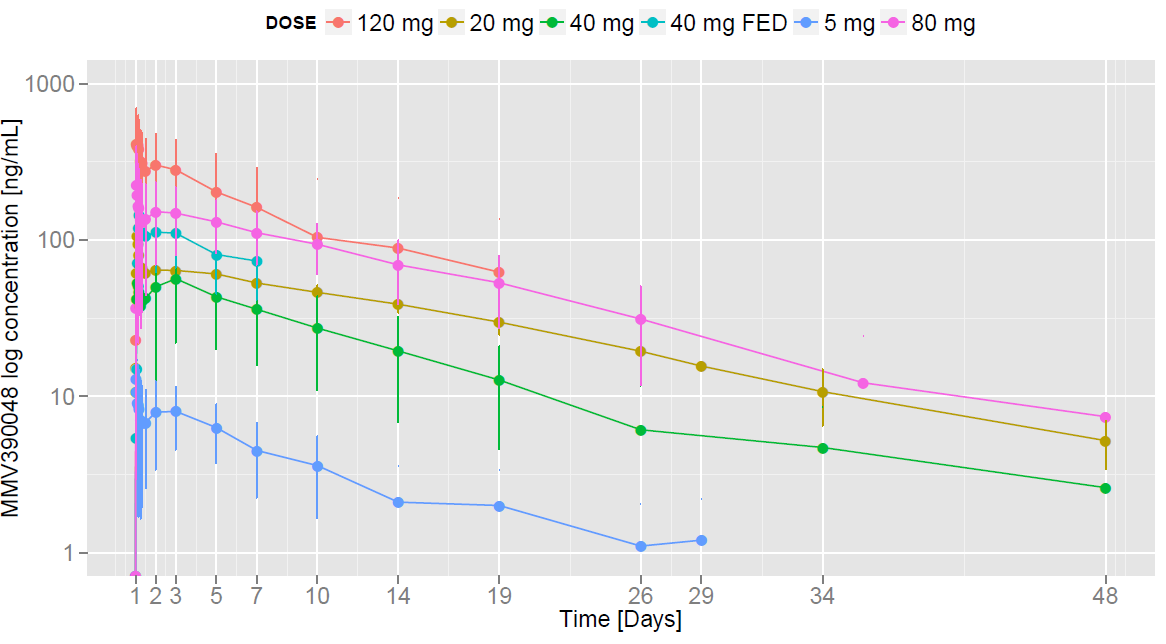 DOSE 120 mg 20 mg 40 mg 40 mg FED 5 mg 80 mg
MMV390048 log concentration [ng/mL]
1000
100
10
1
1 2 3 5 7 10 14 19 26 29 34 48
Time [Days]